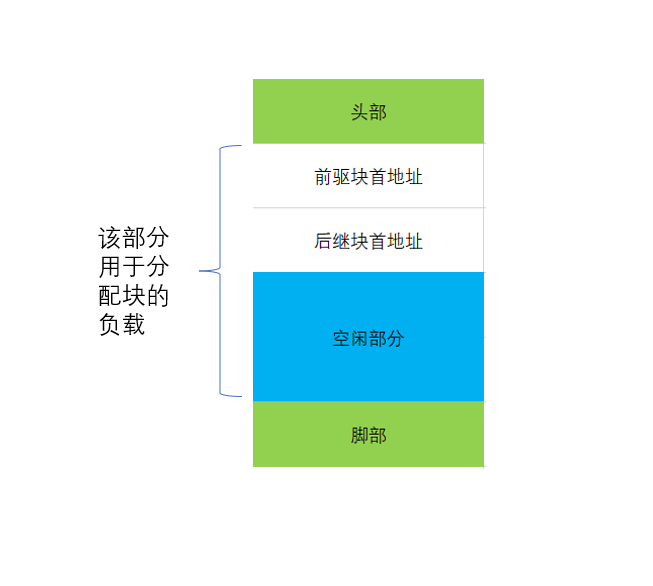 头部
前驱块首地址
后继块首地址
该部分
用于分
配块的
负载
空闲部分
脚部